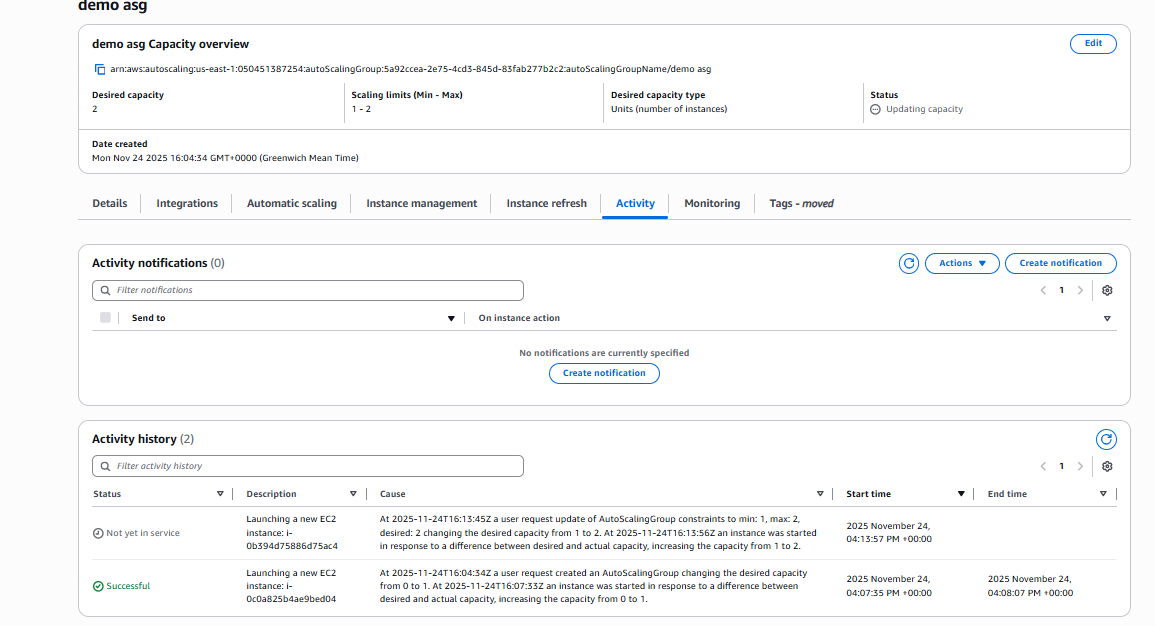 demo asg
demo asg Capacity overview
Edit
arn:aws:autoscaling:us-east-1:050451387254:autoScalingGroup:5a92ccea-2e75-4cd3-845d-83fab277b2c2:autoScalingGroupName/demo asg
Desired capacity
2
Scaling limits (Min - Max)
1 - 2
Desired capacity type
Units (number of instances)
Status
Updating capacity
Date created
Mon Nov 24 2025 16:04:34 GMT+0000 (Greenwich Mean Time)
Details
Integrations
Automatic scaling
Instance management
Instance refresh
Activity
Monitoring
Tags - moved
Activity notifications (0)
Actions
Create notification
Filter notifications
1
Send to
On instance action
No notifications are currently specified
Create notification
Activity history (2)
Filter activity history
1
Status
Description
Cause
Start time
End time
Not yet in service
Launching a new EC2
instance: i-
0b394d75886d75ac4
At 2025-11-24T16:13:45Z a user request update of AutoScalingGroup constraints to min: 1, max: 2,
desired: 2 changing the desired capacity from 1 to 2. At 2025-11-24T16:13:56Z an instance was started
in response to a difference between desired and actual capacity, increasing the capacity from 1 to 2.
2025 November 24,
04:13:57 PM +00:00
Successful
Launching a new EC2
instance: i-
0c0a825b4ae9bed04
At 2025-11-24T16:04:34Z a user request created an AutoScalingGroup changing the desired capacity
from 0 to 1. At 2025-11-24T16:07:33Z an instance was started in response to a difference between
desired and actual capacity, increasing the capacity from 0 to 1.
2025 November 24,
04:07:35 PM +00:00
2025 November 24,
04:08:07 PM +00:00